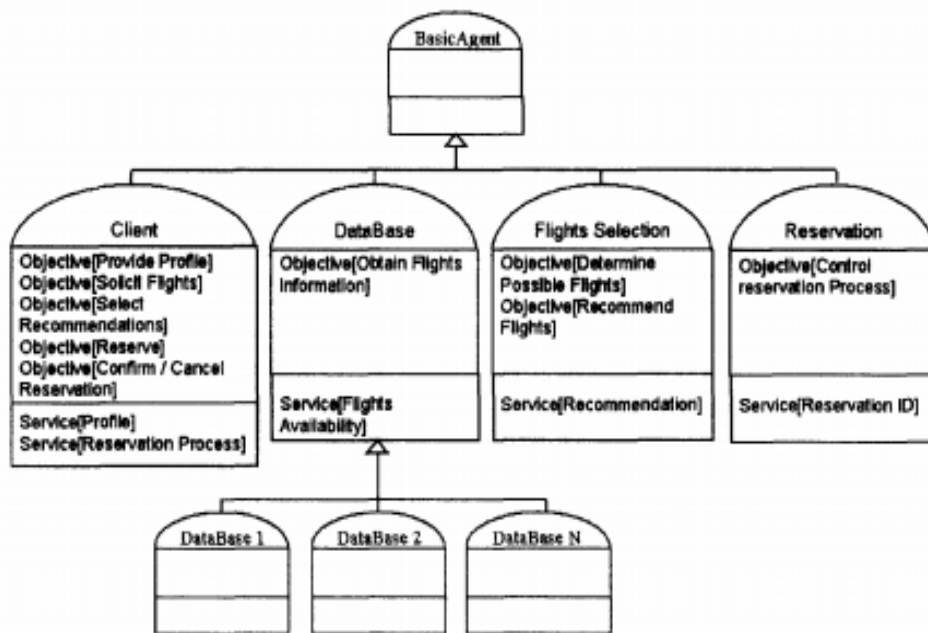 BasicAgent
Client
Objective[Provide Profile]
Objective[Solicit Flights]
Objective[Select
Recommendations]
Objective[Reserve]
Objective[Confirm / Cancel
Reservation]
Service[Profile]
Service[Reservation Process]
DataBase
Objective[Obtain Flights
Information]
Service[Flights
Availability]
Flights Selection
Objective[Determine
Possible Flights]
Objective[Recommend
Flights]
Service[Recommendation]
Reservation
Objective[Control
reservation Process]
Service[Reservation ID]
DataBase 1
DataBase 2
DataBase N